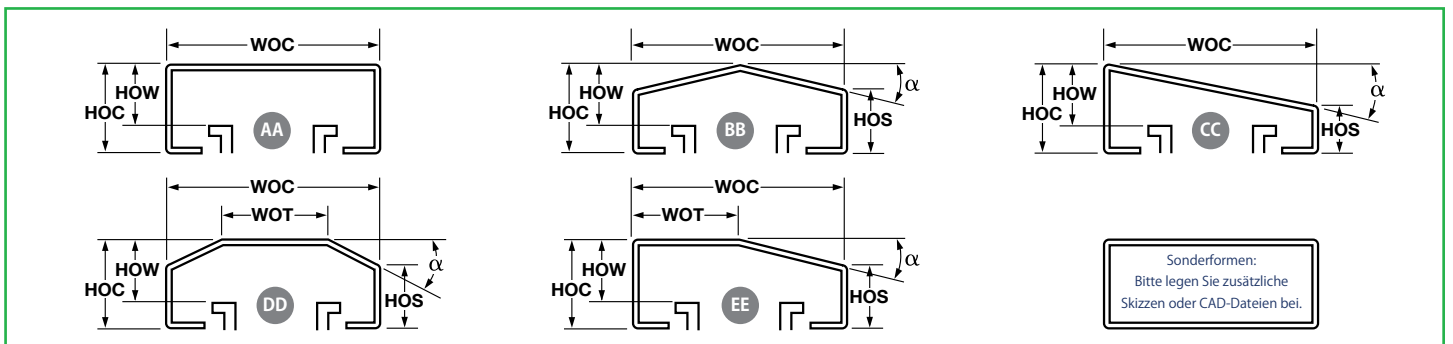 WOC
HOW
HOC
AA
WOC
HOW
HOC
BB
α
HOS
WOC
HOW
HOC
CC
α
HOS
WOC
WOT
HOW
HOC
DD
α
HOS
WOC
WOT
HOW
HOC
EE
α
HOS
Sonderformen:
Bitte legen Sie zusätzliche
Skizzen oder CAD-Dateien bei.